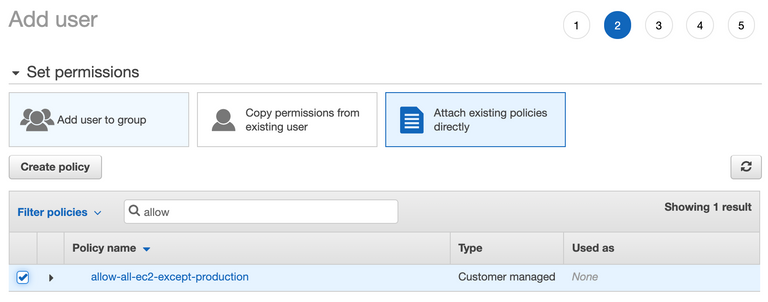 Add user
1 2 3 4 5
Set permissions
Add user to group
Copy permissions from
existing user
Attach existing policies
directly
Create policy
Filter policies
allow
Showing 1 result
Policy name Type Used as
allow-all-ec2-except-production Customer managed None